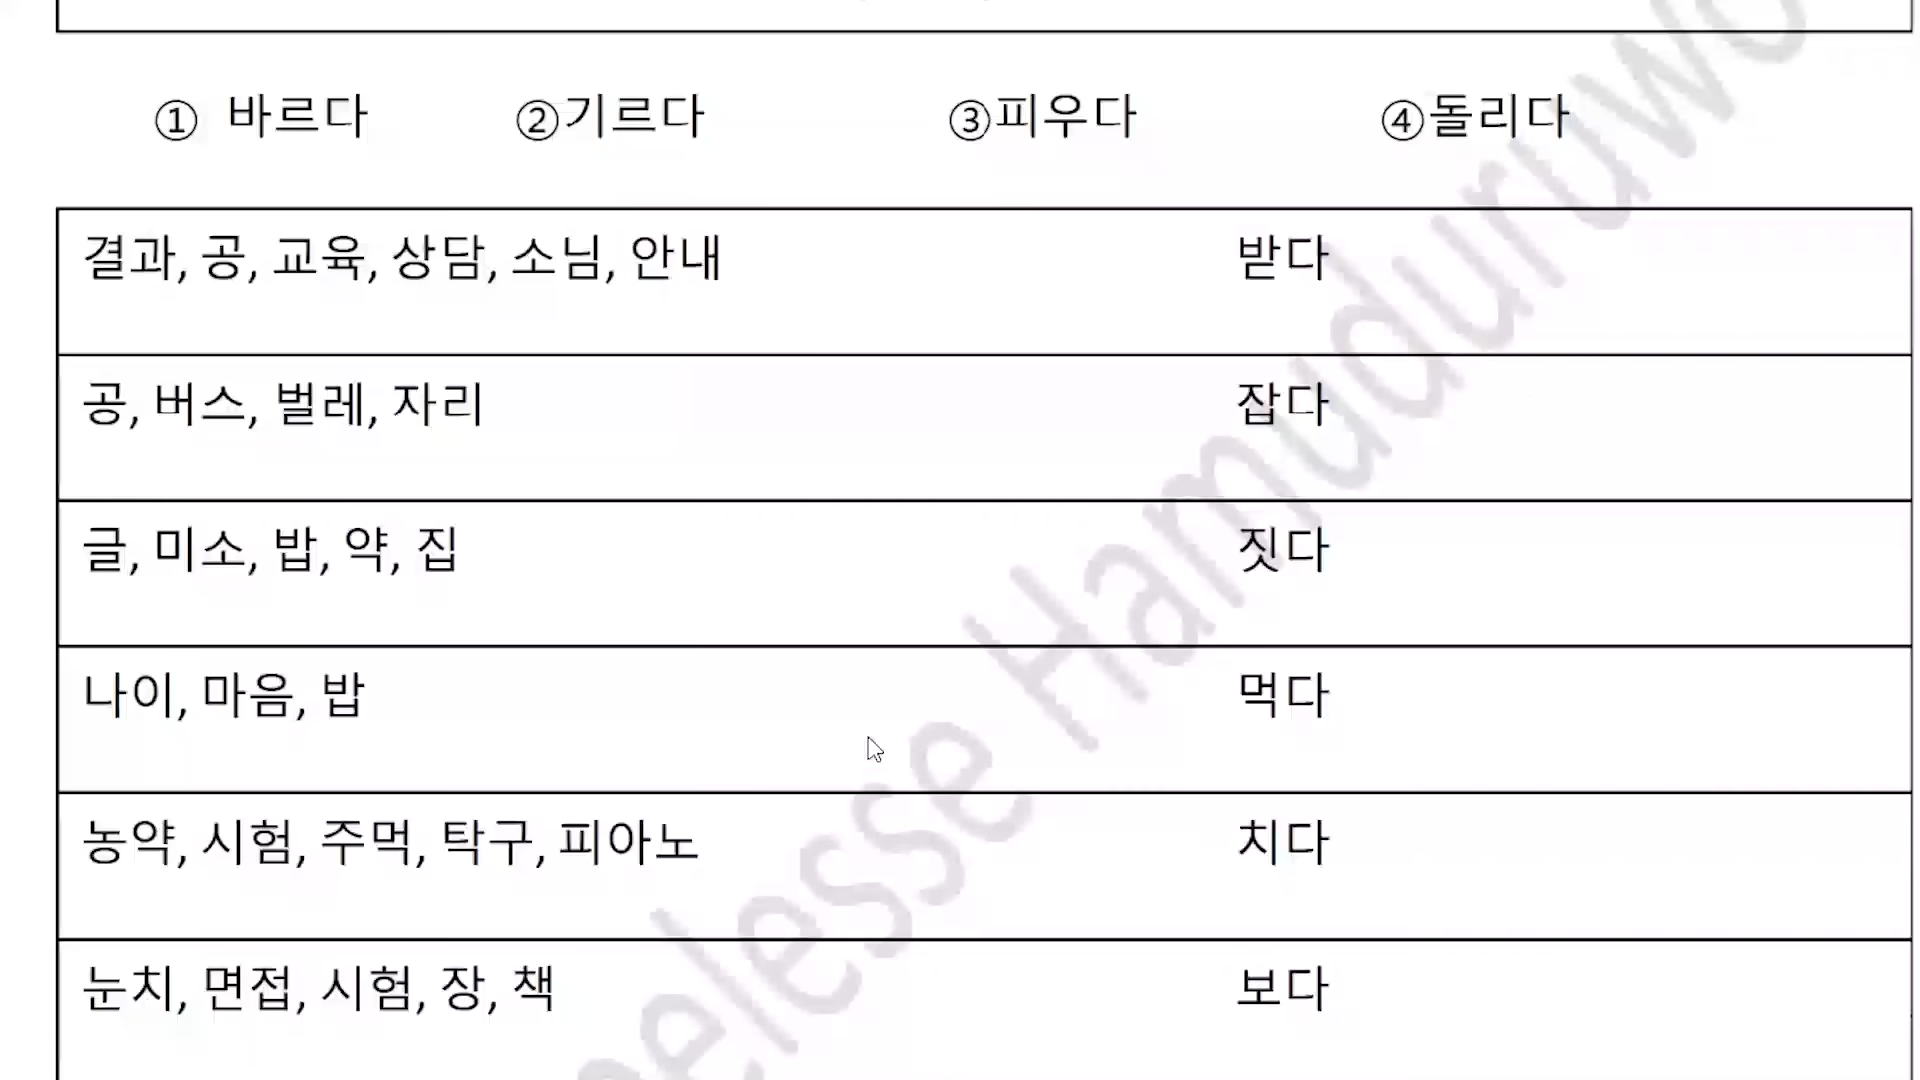 ① 바르다 ②기르다 ③피우다 ④돌리다
결과, 공, 교육, 상담, 소님, 안내 받다
공, 버스, 벌레, 자리 잡다
글, 미소, 밥, 약, 집 짓다
나이, 마음, 밥 먹다
농약, 시험, 주먹, 탁구, 피아노 치다
눈치, 면접, 시험, 장, 책 보다